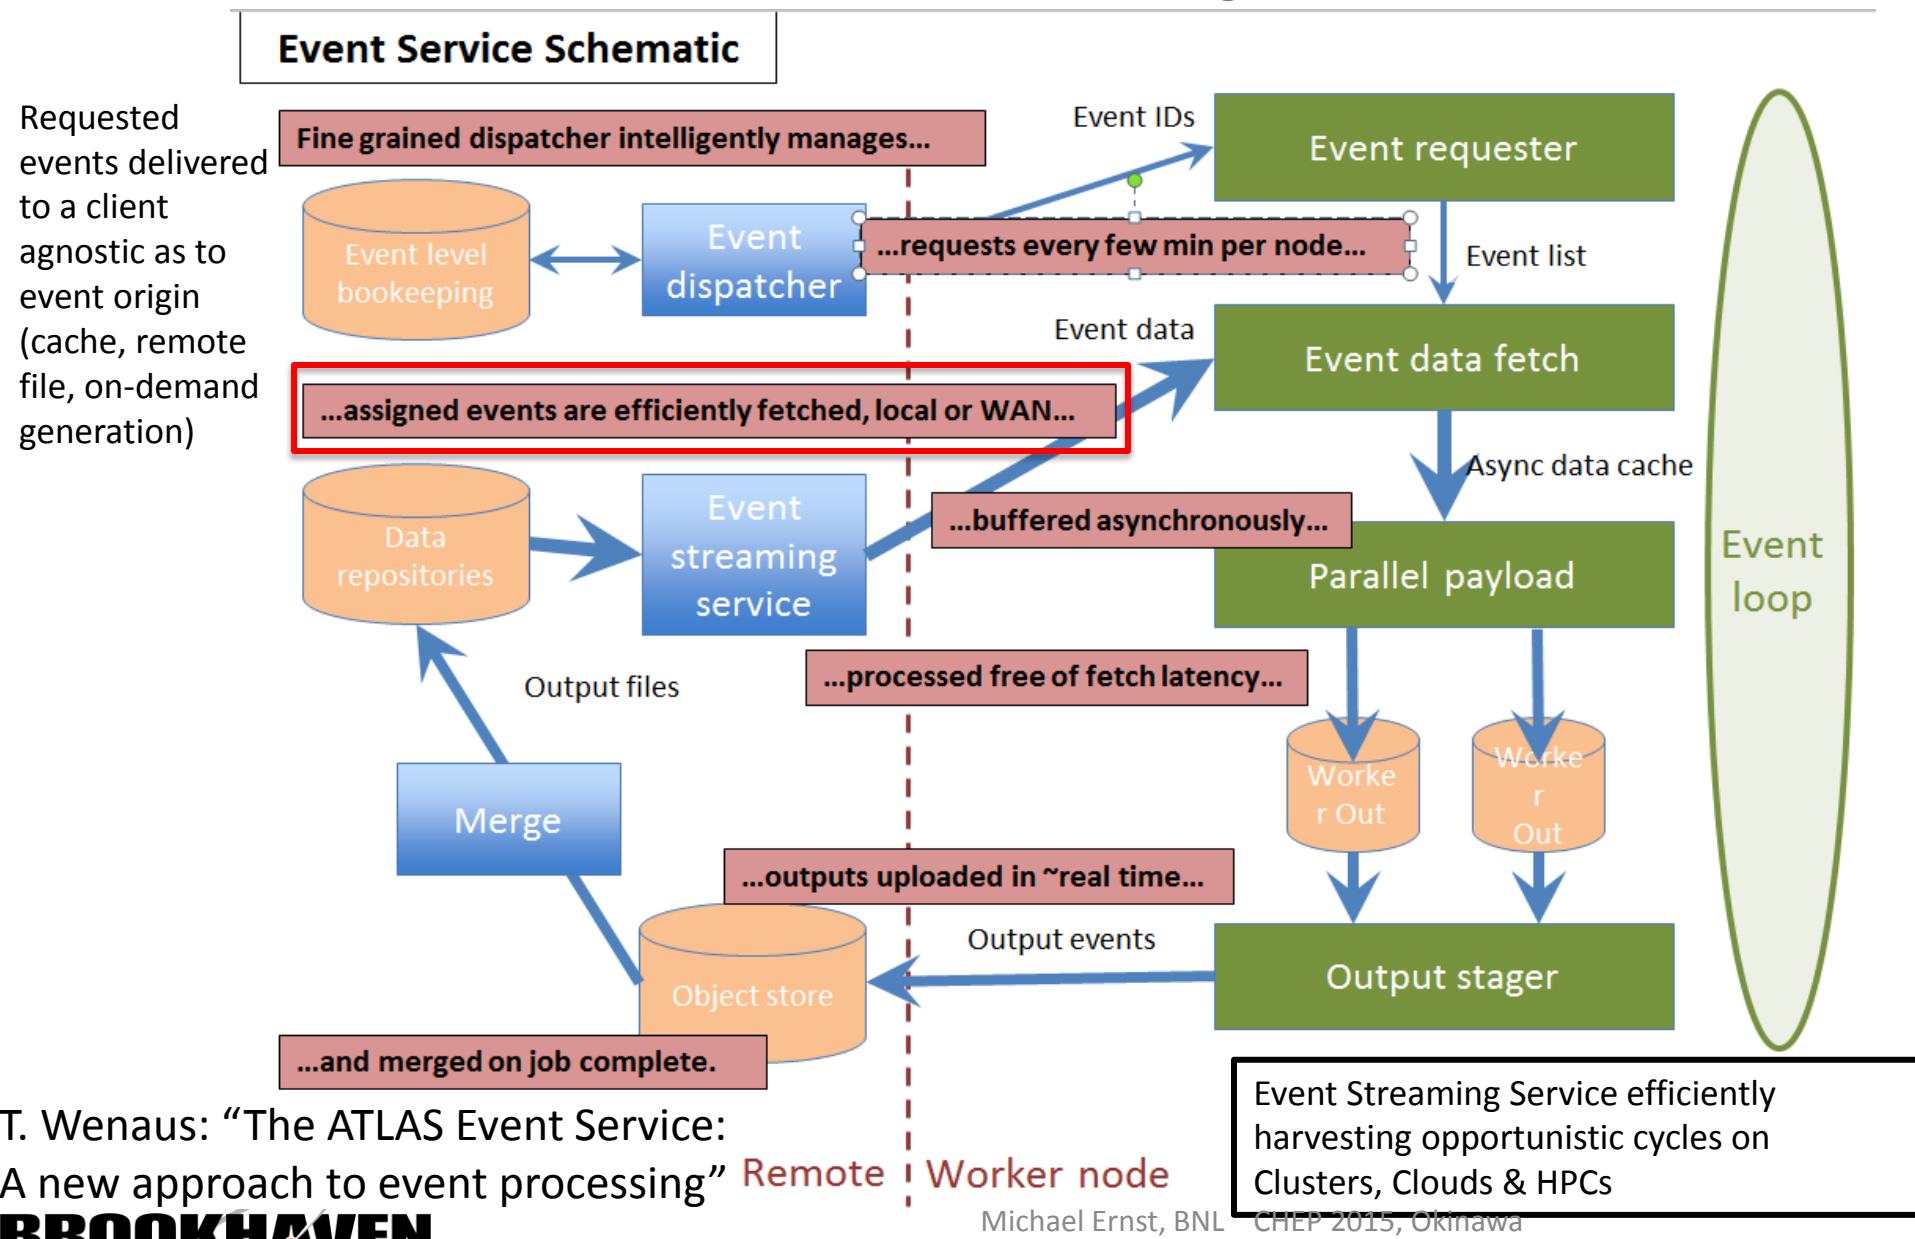 Event Service Schematic
Requested
events delivered
to a client
agnostic as to
event origin
(cache, remote
file, on-demand
generation)
Fine grained dispatcher intelligently manages...
Event IDs
Event requester
Event level
bookeeping
Event
dispatcher
...requests every few min per node...
Event list
Event data
Event data fetch
...assigned events are efficiently fetched, local or WAN...
Async data cache
Data
repositories
Event
streaming
service
...buffered asynchronously...
Parallel payload
Event
loop
Output files
...processed free of fetch latency...
Worke
r Out
Worke
r
Out
Merge
...outputs uploaded in ~real time...
Output events
Object store
Output stager
...and merged on job complete.
T. Wenaus: “The ATLAS Event Service:
A new approach to event processing”
Remote
Worker node
Event Streaming Service efficiently
harvesting opportunistic cycles on
Clusters, Clouds & HPCs
BROOKHAVEN
Michael Ernst, BNL CHEP 2015, Okinawa